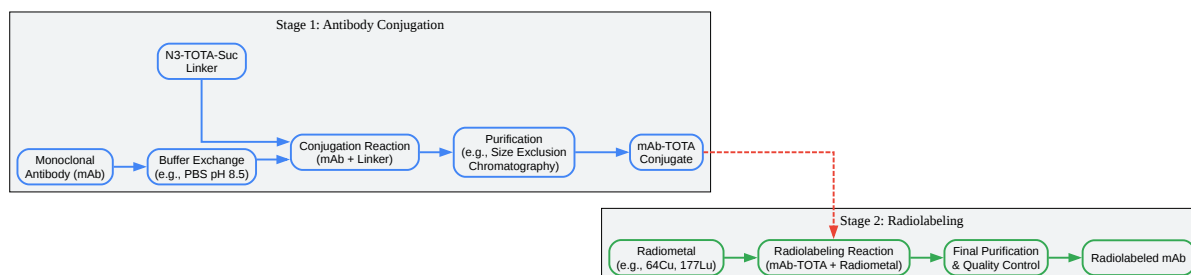 Stage 1: Antibody Conjugation
N3-TOTA-Suc
Linker
Monoclonal
Antibody (mAb)
Buffer Exchange
(e.g., PBS pH 8.5)
Conjugation Reaction
(mAb + Linker)
Purification
(e.g., Size Exclusion
Chromatography)
mAb-TOTA
Conjugate
Stage 2: Radiolabeling
Radiometal
(e.g., 64Cu, 177Lu)
Radiolabeling Reaction
(mAb-TOTA + Radiometal)
Final Purification
& Quality Control
Radiolabeled mAb